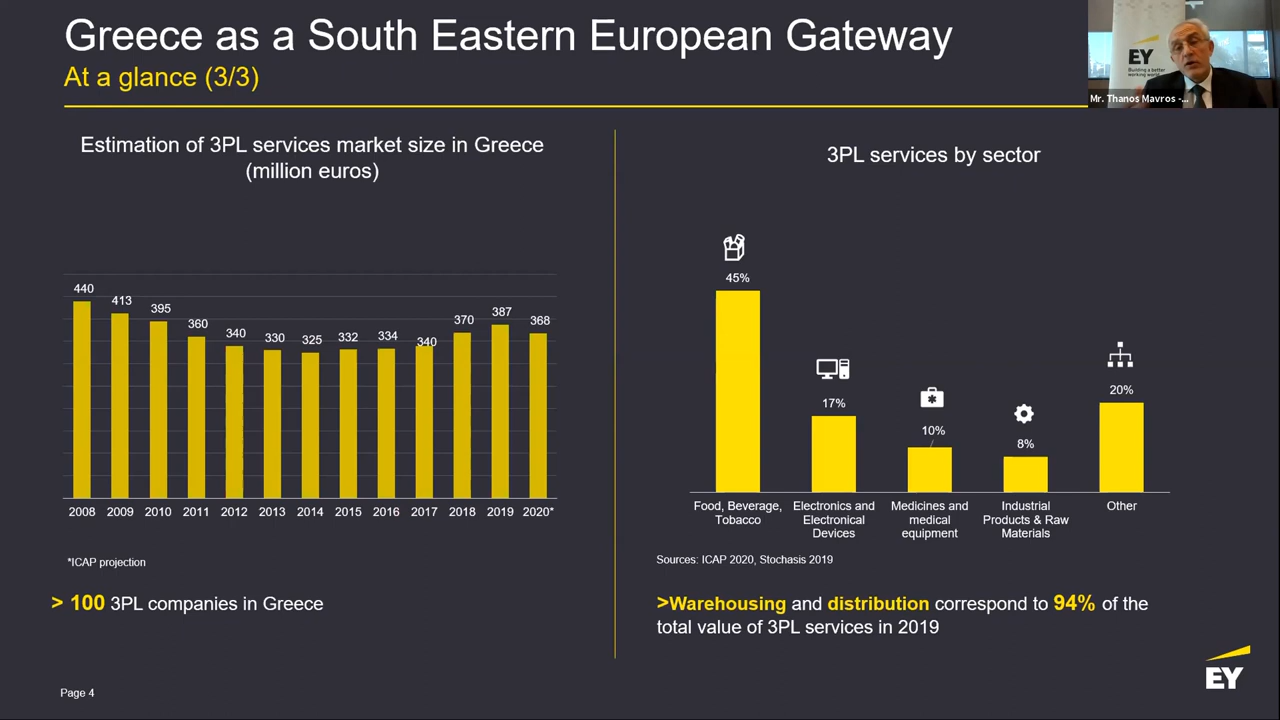 Greece as a South Eastern European Gateway
At a glance (3/3)
EY
Building a better
working world
Mr. Thanos Mavros -...
Estimation of 3PL services market size in Greece
(million euros)
440
413
395
360
340
330
325
332
334
340
370
387
368
2008 2009 2010 2011 2012 2013 2014 2015 2016 2017 2018 2019 2020*
*ICAP projection
> 100 3PL companies in Greece
3PL services by sector
45%
17%
10%
8%
20%
Food, Beverage,
Tobacco
Electronics and
Electronical
Devices
Medicines and
medical
equipment
Industrial
Products & Raw
Materials
Other
Sources: ICAP 2020, Stochasis 2019
>Warehousing and distribution correspond to 94% of the
total value of 3PL services in 2019
EY
Page 4